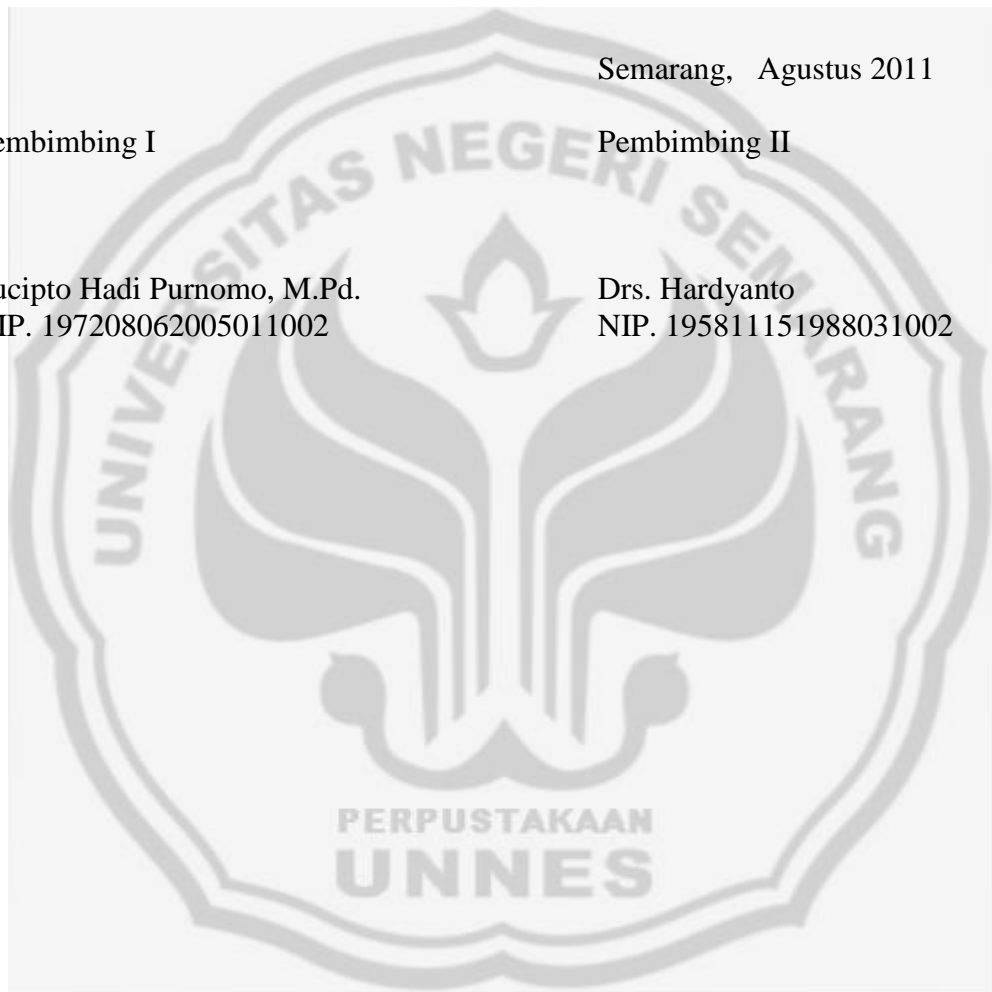 Semarang, Agustus 2011
embimbing I
Pembimbing II
ucipto Hadi Purnomo, M.Pd.
Drs. Hardyanto
IP. 197208062005011002
NIP. 195811151988031002
UNIVERSITAS NEGERI SEMARANG
PERPUSTAKAAN
UNNES